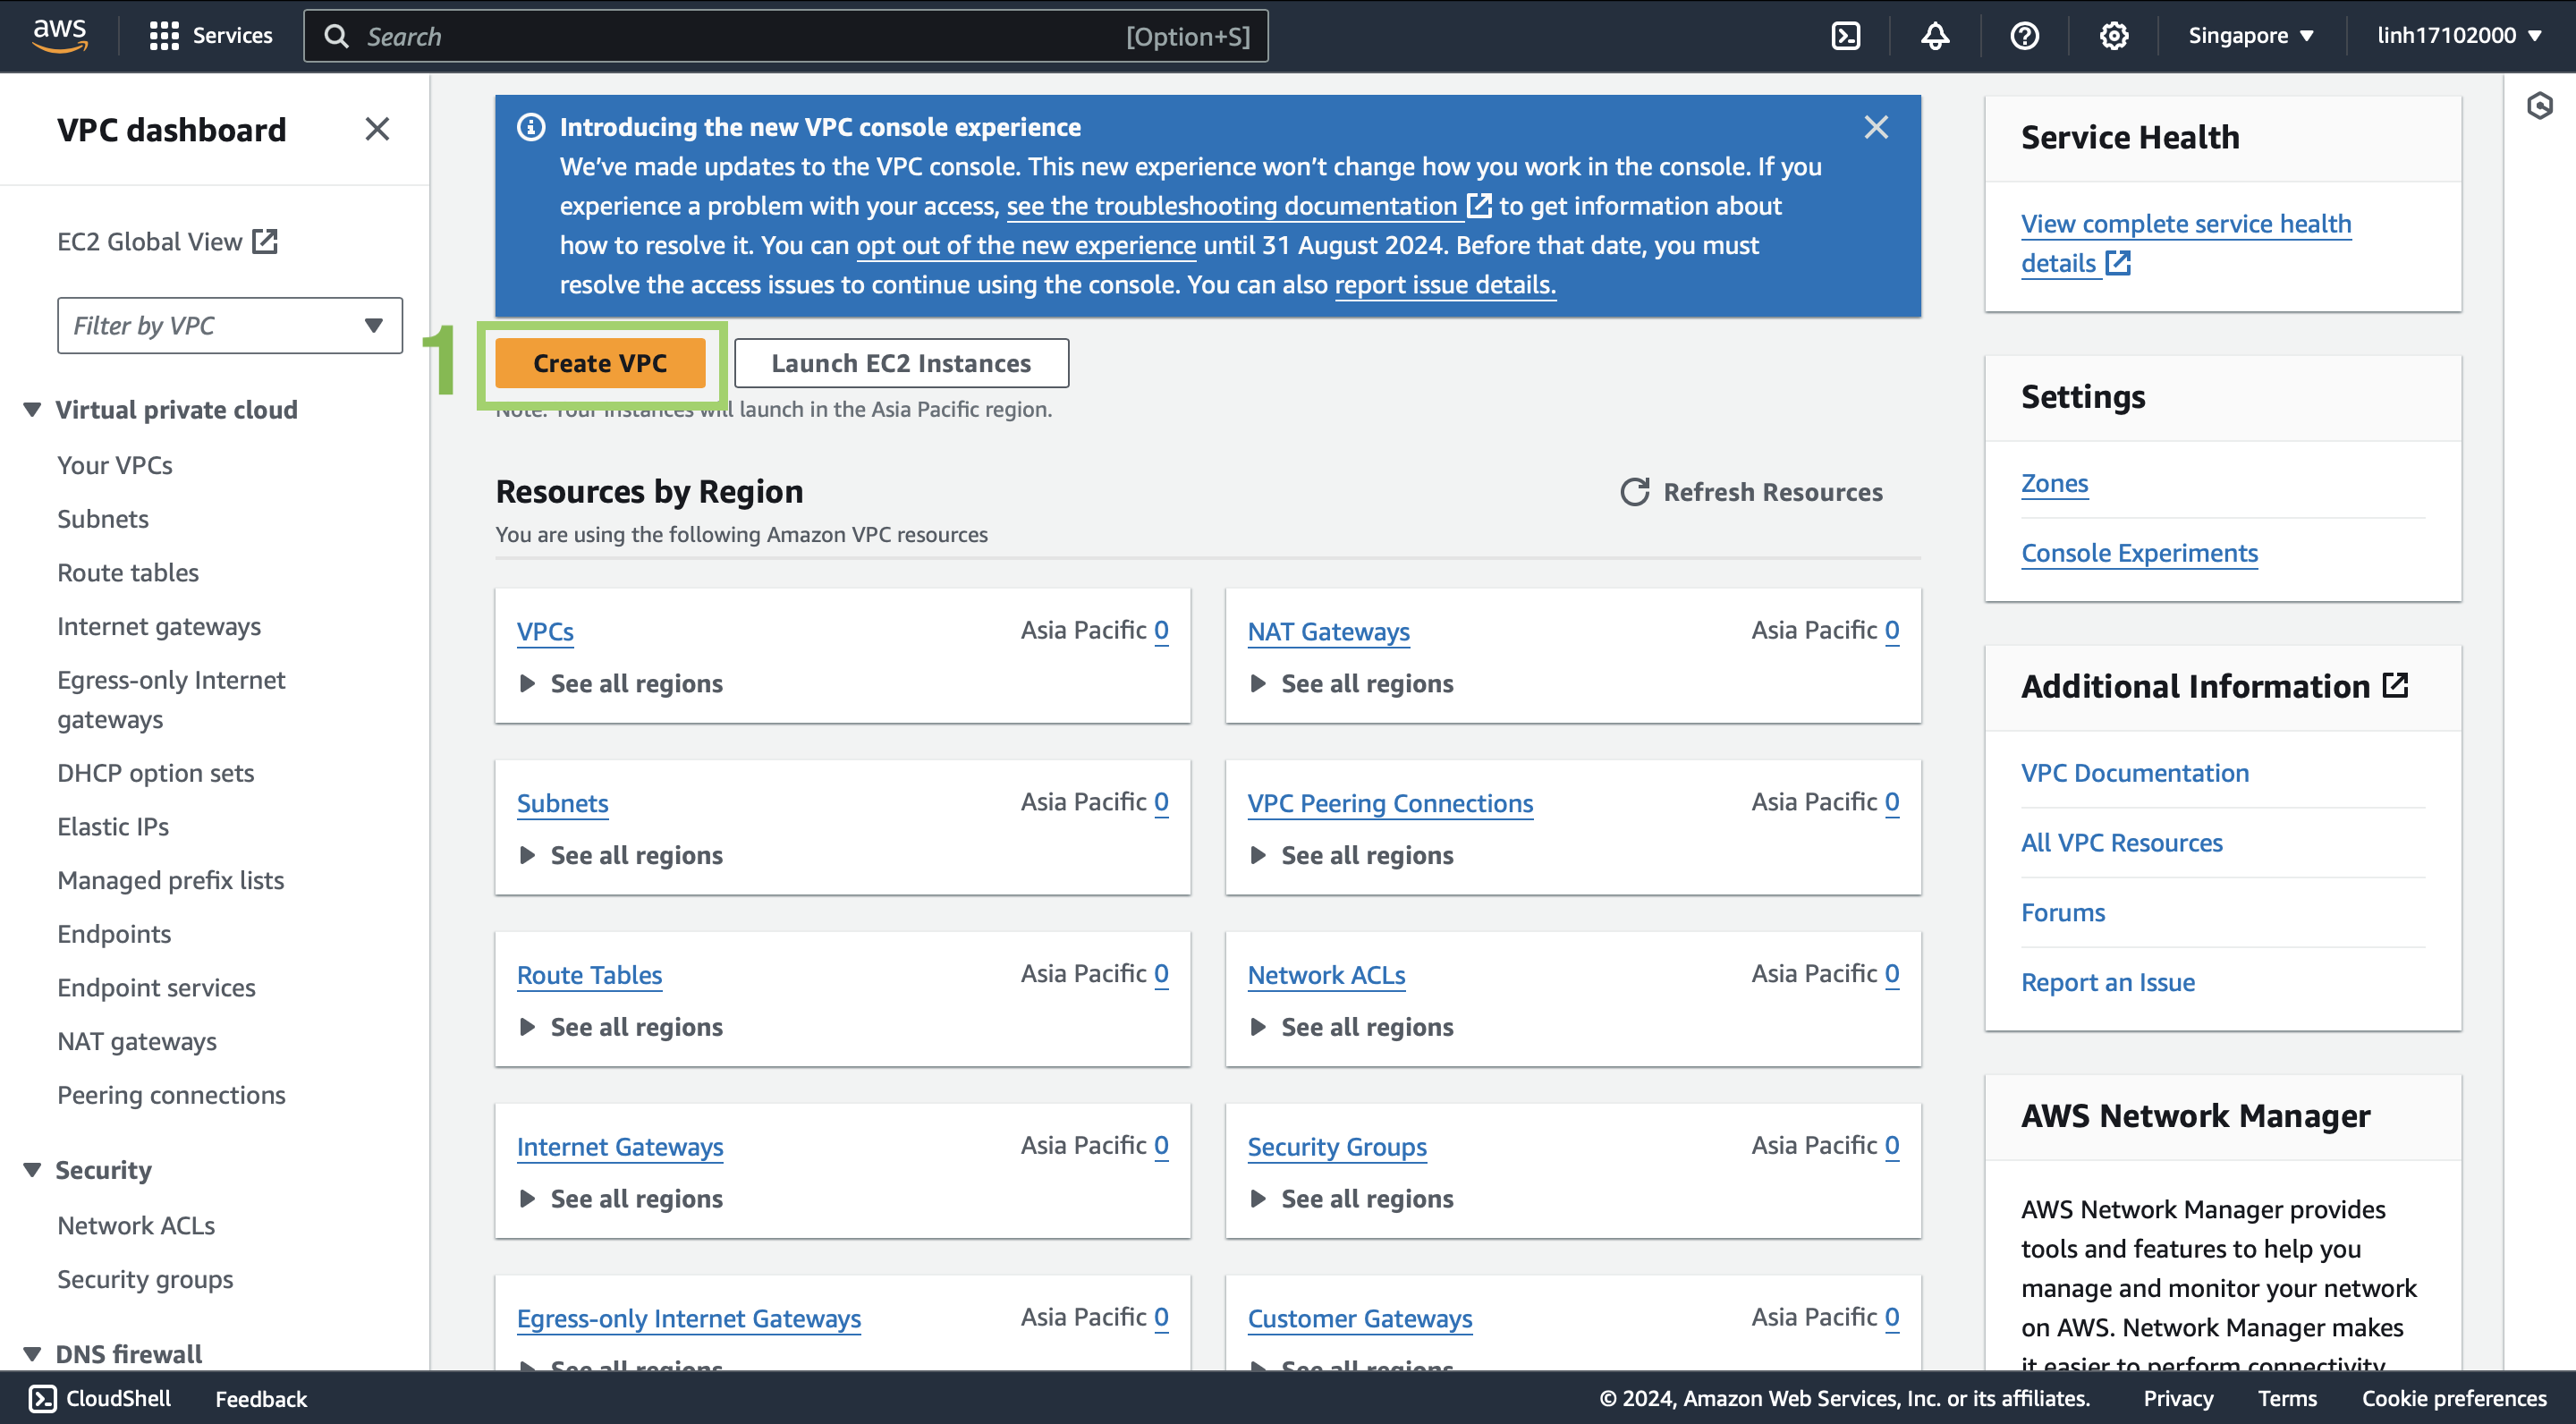 aws
Services
Search
[Option+S]
Singapore
linh17102000
VPC dashboard
EC2 Global View
Filter by VPC
Virtual private cloud
Your VPCs
Subnets
Route tables
Internet gateways
Egress-only Internet
gateways
DHCP option sets
Elastic IPs
Managed prefix lists
Endpoints
Endpoint services
NAT gateways
Peering connections
Security
Network ACLs
Security groups
DNS firewall
Introducing the new VPC console experience
We’ve made updates to the VPC console. This new experience won’t change how you work in the console. If you
experience a problem with your access, see the troubleshooting documentation to get information about
how to resolve it. You can opt out of the new experience until 31 August 2024. Before that date, you must
resolve the access issues to continue using the console. You can also report issue details.
1
Create VPC
Launch EC2 Instances
Note: Your Instances will launch in the Asia Pacific region.
Resources by Region
Refresh Resources
You are using the following Amazon VPC resources
VPCs
Asia Pacific 0
See all regions
NAT Gateways
Asia Pacific 0
See all regions
Subnets
Asia Pacific 0
See all regions
VPC Peering Connections
Asia Pacific 0
See all regions
Route Tables
Asia Pacific 0
See all regions
Network ACLs
Asia Pacific 0
See all regions
Internet Gateways
Asia Pacific 0
See all regions
Security Groups
Asia Pacific 0
See all regions
Egress-only Internet Gateways
Asia Pacific 0
See all regions
Customer Gateways
Asia Pacific 0
See all regions
Service Health
View complete service health
details
Settings
Zones
Console Experiments
Additional Information
VPC Documentation
All VPC Resources
Forums
Report an Issue
AWS Network Manager
AWS Network Manager provides
tools and features to help you
manage and monitor your network
on AWS. Network Manager makes
it easier to perform connectivity
CloudShell
Feedback
© 2024, Amazon Web Services, Inc. or its affiliates.
Privacy
Terms
Cookie preferences